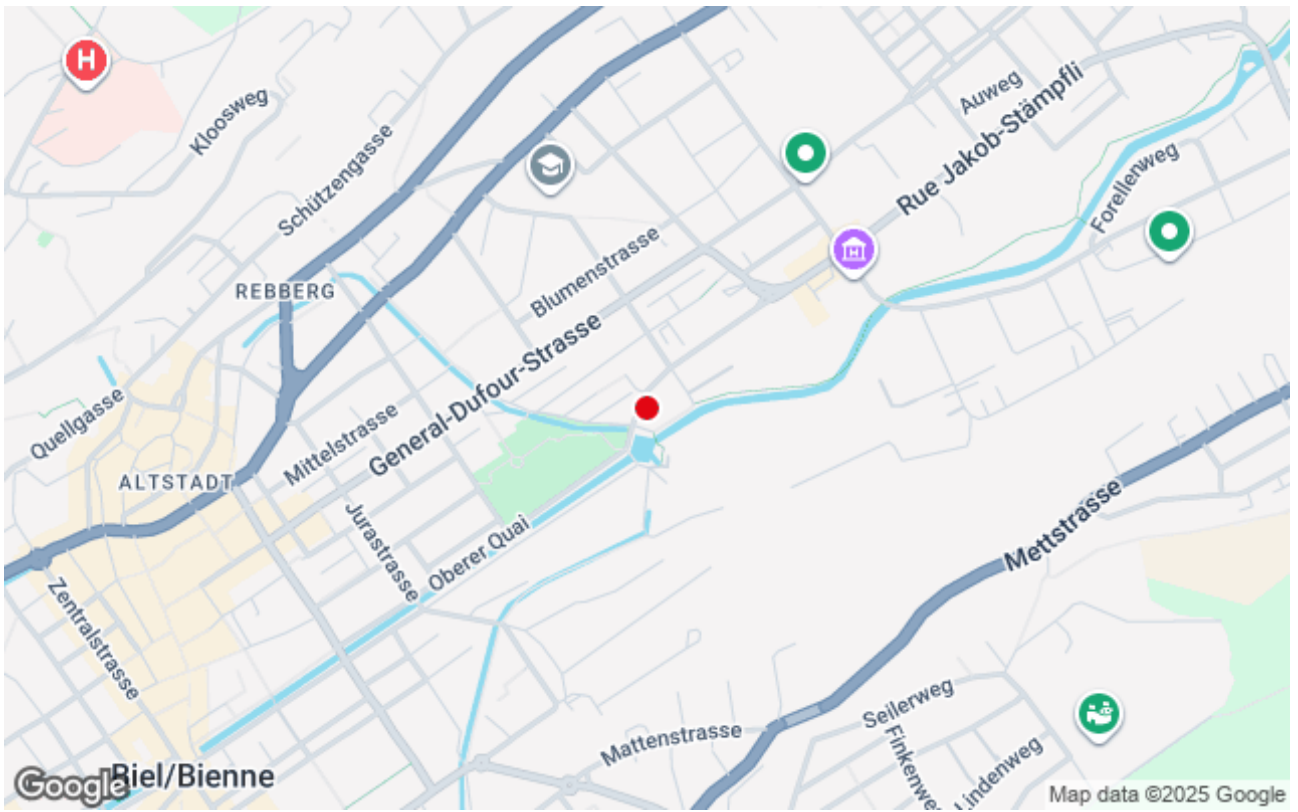 H
Kloosweg
Auweg
Rue Jakob-Stämpfli
Schützengasse
Forellenweg
Blumenstrasse
H
REBBERG
General-Dufour-Strasse
Quellgasse
Mittelstrasse
ALTSTADT
Mettstrasse
Jurastrasse
Oberer Quai
Zentralstrasse
Seilerweg
Mattenstrasse
Finkenweg
Lindenweg
Biel/Bienne
Google
Map data ©2025 Google